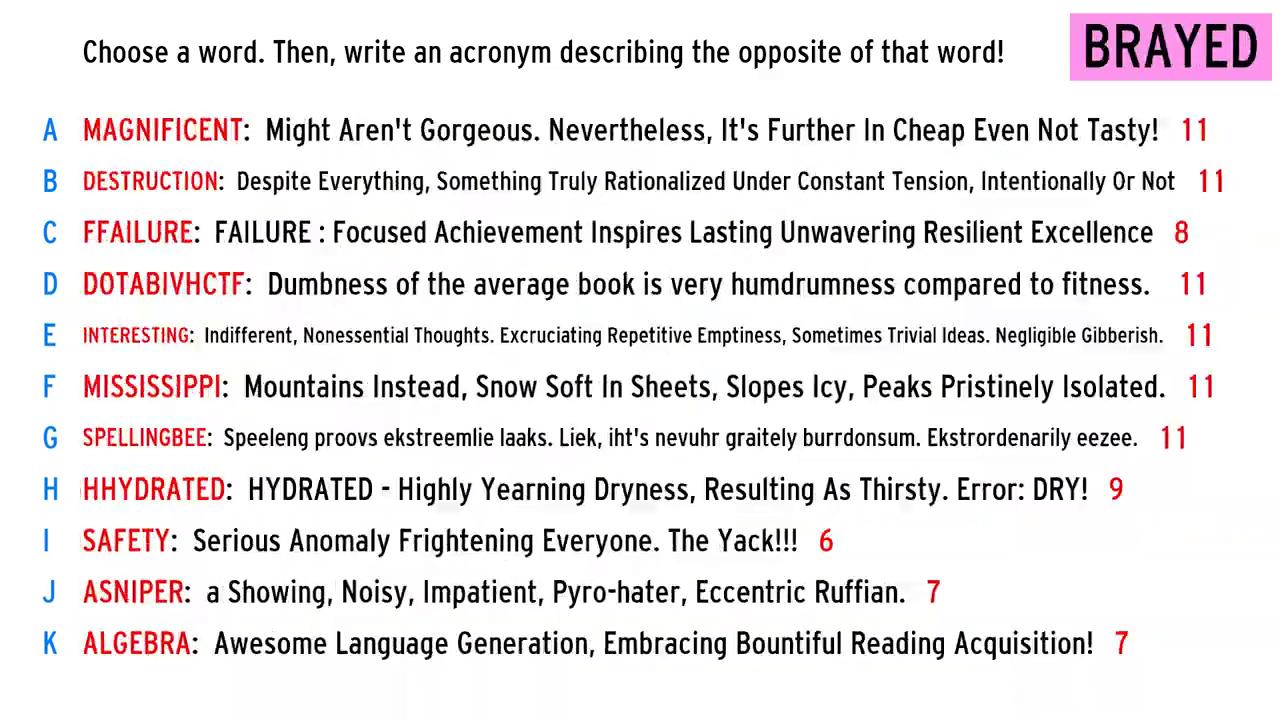 Choose a word. Then, write an acronym describing the opposite of that word!
BRAYED
A MAGNIFICENT: Might Aren't Gorgeous. Nevertheless, It's Further In Cheap Even Not Tasty! 11
B DESTRUCTION: Despite Everything, Something Truly Rationalized Under Constant Tension, Intentionally Or Not 11
C FFAILURE: FAILURE : Focused Achievement Inspires Lasting Unwavering Resilient Excellence 8
D DOTABIVHCTF: Dumbness of the average book is very humdrumness compared to fitness. 11
E INTERESTING: Indifferent, Nonessential Thoughts. Excruciating Repetitive Emptiness, Sometimes Trivial Ideas. Negligible Gibberish. 11
F MISSISSIPPI: Mountains Instead, Snow Soft In Sheets, Slopes Icy, Peaks Pristinely Isolated. 11
G SPELLINGBEE: Speeleng proovs ekstreemlie laaks. Liek, iht's nevuhr graitely burrdonsum. Ekstrordenarily eezee. 11
H HHYDRATED: HYDRATED - Highly Yearning Dryness, Resulting As Thirsty. Error: DRY! 9
I SAFETY: Serious Anomaly Frightening Everyone. The Yack!!! 6
J ASNIPER: a Showing, Noisy, Impatient, Pyro-hater, Eccentric Ruffian. 7
K ALGEBRA: Awesome Language Generation, Embracing Bountiful Reading Acquisition! 7